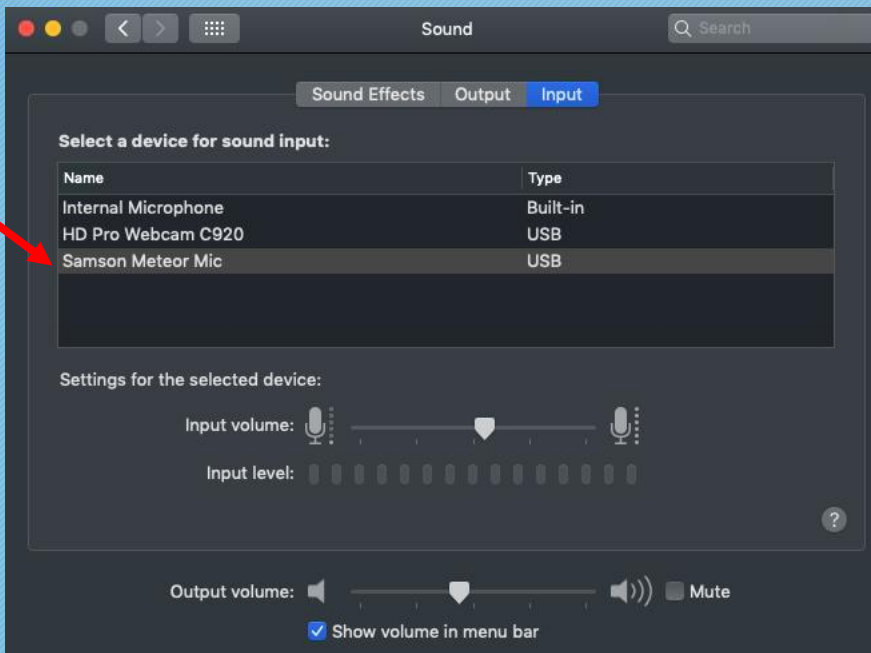 Sound
Search
Sound Effects Output Input
Select a device for sound input:
Name Type
Internal Microphone Built-in
HD Pro Webcam C920 USB
Samson Meteor Mic USB
Settings for the selected device:
Input volume:
Input level:
?
Output volume: Mute
Show volume in menu bar